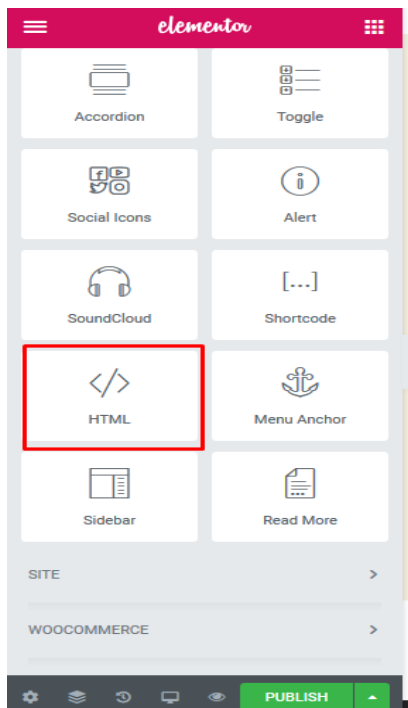 elementor
Accordion
Toggle
Social Icons
Alert
SoundCloud
[...]
Shortcode
</>
HTML
Menu Anchor
Sidebar
Read More
SITE
WOOCOMMERCE
PUBLISH